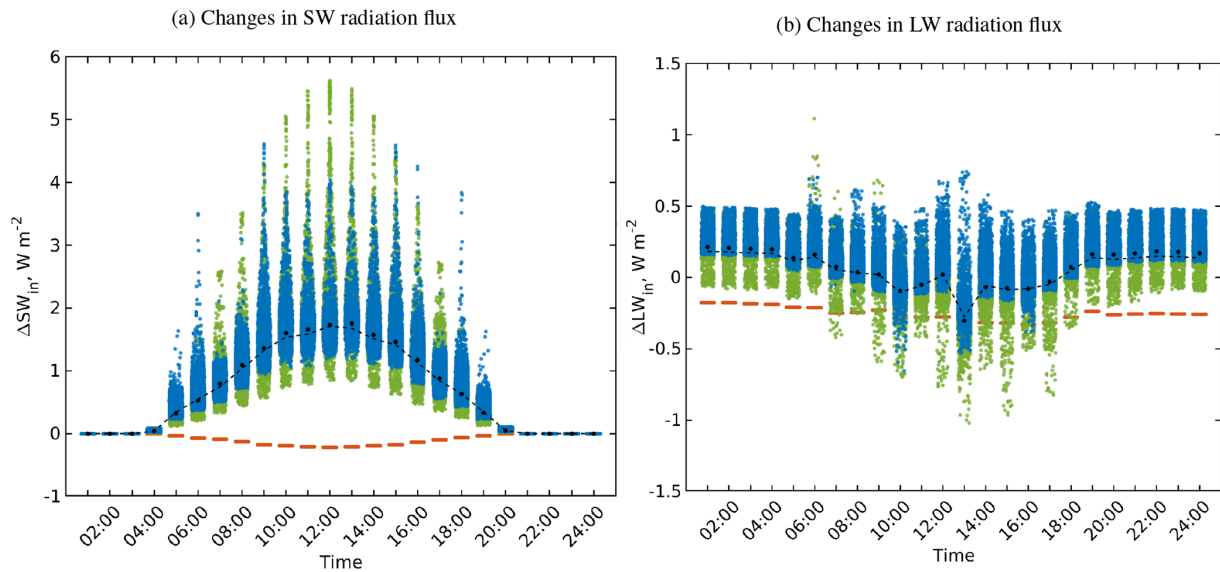 (a) Changes in SW radiation flux
6
5
4
3
2
1
0
-1
ΔSW_in, W m⁻²
02:00 04:00 06:00 08:00 10:00 12:00 14:00 16:00 18:00 20:00 22:00 24:00
Time
(b) Changes in LW radiation flux
1.5
1
0.5
0
-0.5
-1
-1.5
ΔLW_in, W m⁻²
02:00 04:00 06:00 08:00 10:00 12:00 14:00 16:00 18:00 20:00 22:00 24:00
Time